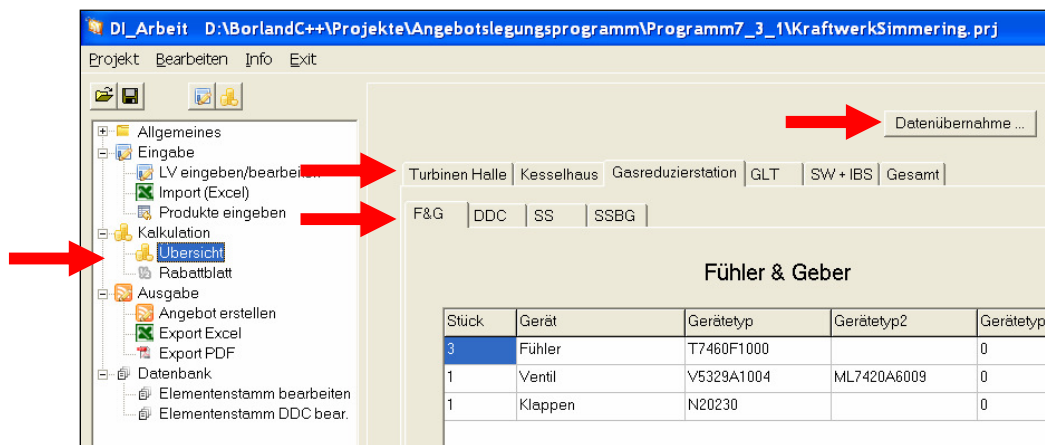 DI_Arbeit D:\BorlandC++\Projekte\Angebotslegungsprogramm\Programm7_3_1\KraftwerkSimmering.prj
Projekt Bearbeiten Info Exit
Datenübernahme ...
Allgemeines
Eingabe
LV eingeben/bearbeiten
Import (Excel)
Produkte eingeben
Kalkulation
Übersicht
Rabattblatt
Ausgabe
Angebot erstellen
Export Excel
Export PDF
Datenbank
Elementenstamm bearbeiten
Elementenstamm DDC bear.
Turbinen Halle Kesselhaus Gasreduzierstation GLT SW + IBS Gesamt
F&G DDC SS SSBG
Fühler & Geber
Stück Gerät Gerätetyp Gerätetyp2 Gerätetyp
3 Fühler T7460F1000 0
1 Ventil V5329A1004 ML7420A6009 0
1 Klappen N20230 0